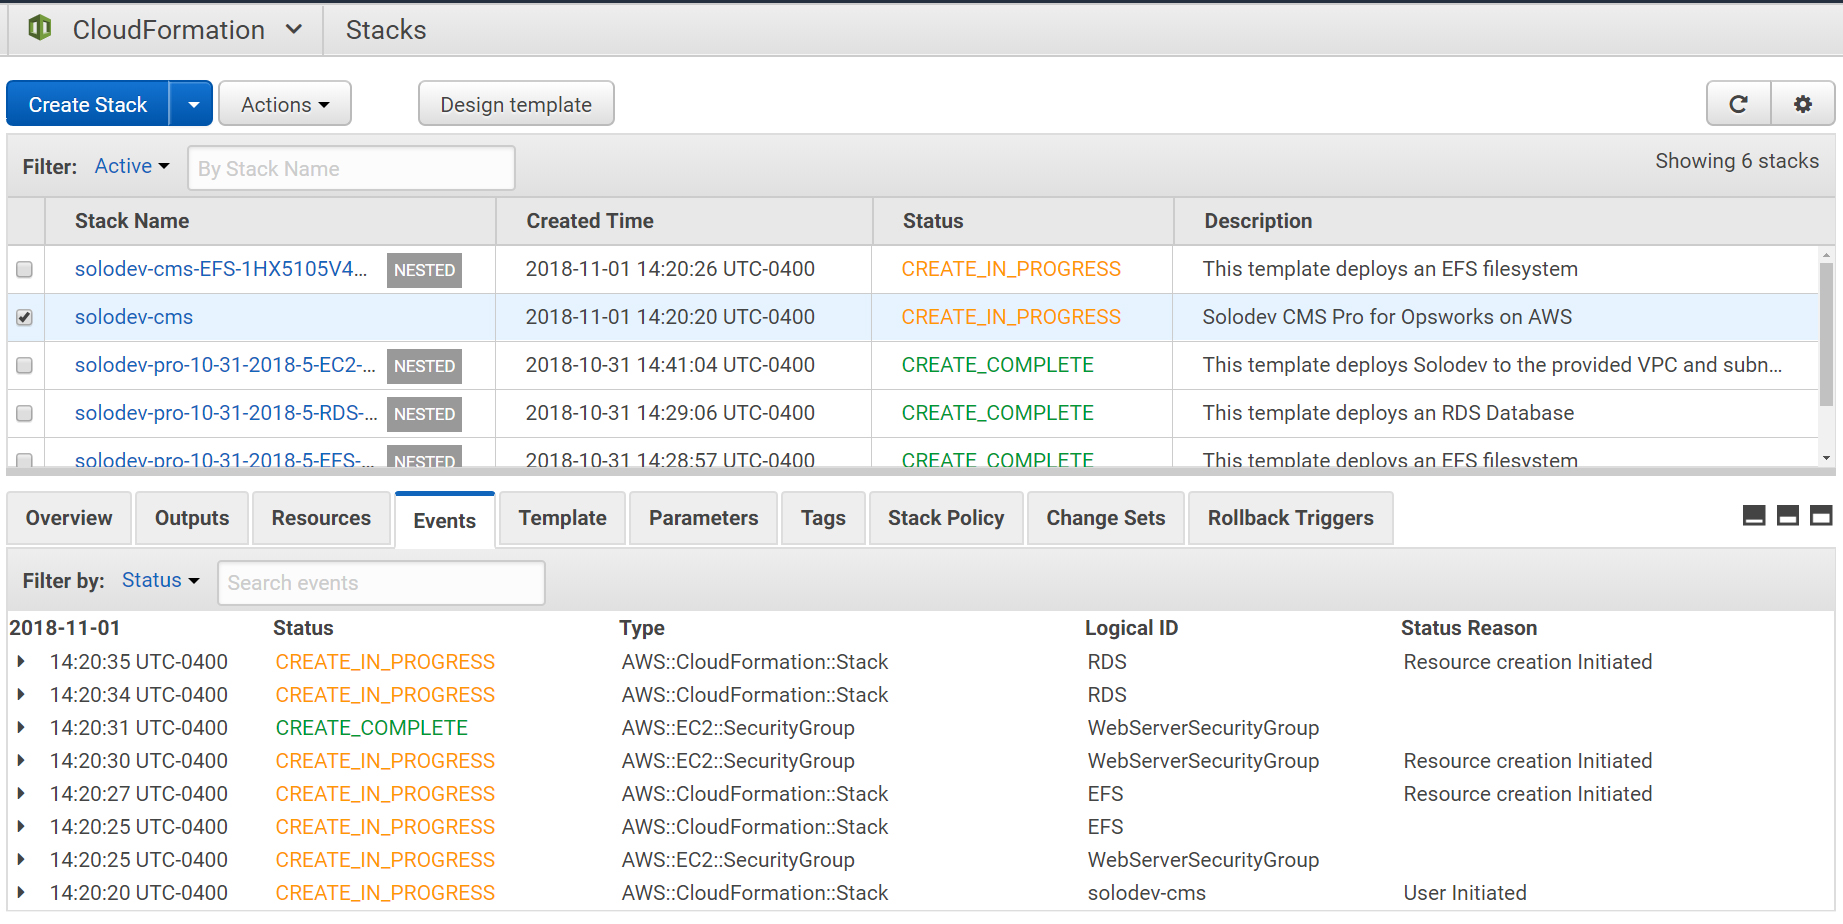 CloudFormation Stacks
Create Stack Actions Design template
Filter: Active By Stack Name Showing 6 stacks
Stack Name Created Time Status Description
solodev-cms-EFS-1HX5105V4... NESTED 2018-11-01 14:20:26 UTC-0400 CREATE_IN_PROGRESS This template deploys an EFS filesystem
solodev-cms 2018-11-01 14:20:20 UTC-0400 CREATE_IN_PROGRESS Solodev CMS Pro for Opsworks on AWS
solodev-pro-10-31-2018-5-EC2-... NESTED 2018-10-31 14:41:04 UTC-0400 CREATE_COMPLETE This template deploys Solodev to the provided VPC and subn...
solodev-pro-10-31-2018-5-RDS-... NESTED 2018-10-31 14:29:06 UTC-0400 CREATE_COMPLETE This template deploys an RDS Database
solodev-pro-10-31-2018-5-EFS-... NESTED 2018-10-31 14:28:57 UTC-0400 CREATE_COMPLETE This template deploys an EFS filesystem
Overview Outputs Resources Events Template Parameters Tags Stack Policy Change Sets Rollback Triggers
Filter by: Status Search events
2018-11-01 Status Type Logical ID Status Reason
14:20:35 UTC-0400 CREATE_IN_PROGRESS AWS::CloudFormation::Stack RDS Resource creation Initiated
14:20:34 UTC-0400 CREATE_IN_PROGRESS AWS::CloudFormation::Stack RDS
14:20:31 UTC-0400 CREATE_COMPLETE AWS::EC2::SecurityGroup WebServerSecurityGroup
14:20:30 UTC-0400 CREATE_IN_PROGRESS AWS::EC2::SecurityGroup WebServerSecurityGroup Resource creation Initiated
14:20:27 UTC-0400 CREATE_IN_PROGRESS AWS::CloudFormation::Stack EFS Resource creation Initiated
14:20:25 UTC-0400 CREATE_IN_PROGRESS AWS::CloudFormation::Stack EFS
14:20:25 UTC-0400 CREATE_IN_PROGRESS AWS::EC2::SecurityGroup WebServerSecurityGroup
14:20:20 UTC-0400 CREATE_IN_PROGRESS AWS::CloudFormation::Stack solodev-cms User Initiated